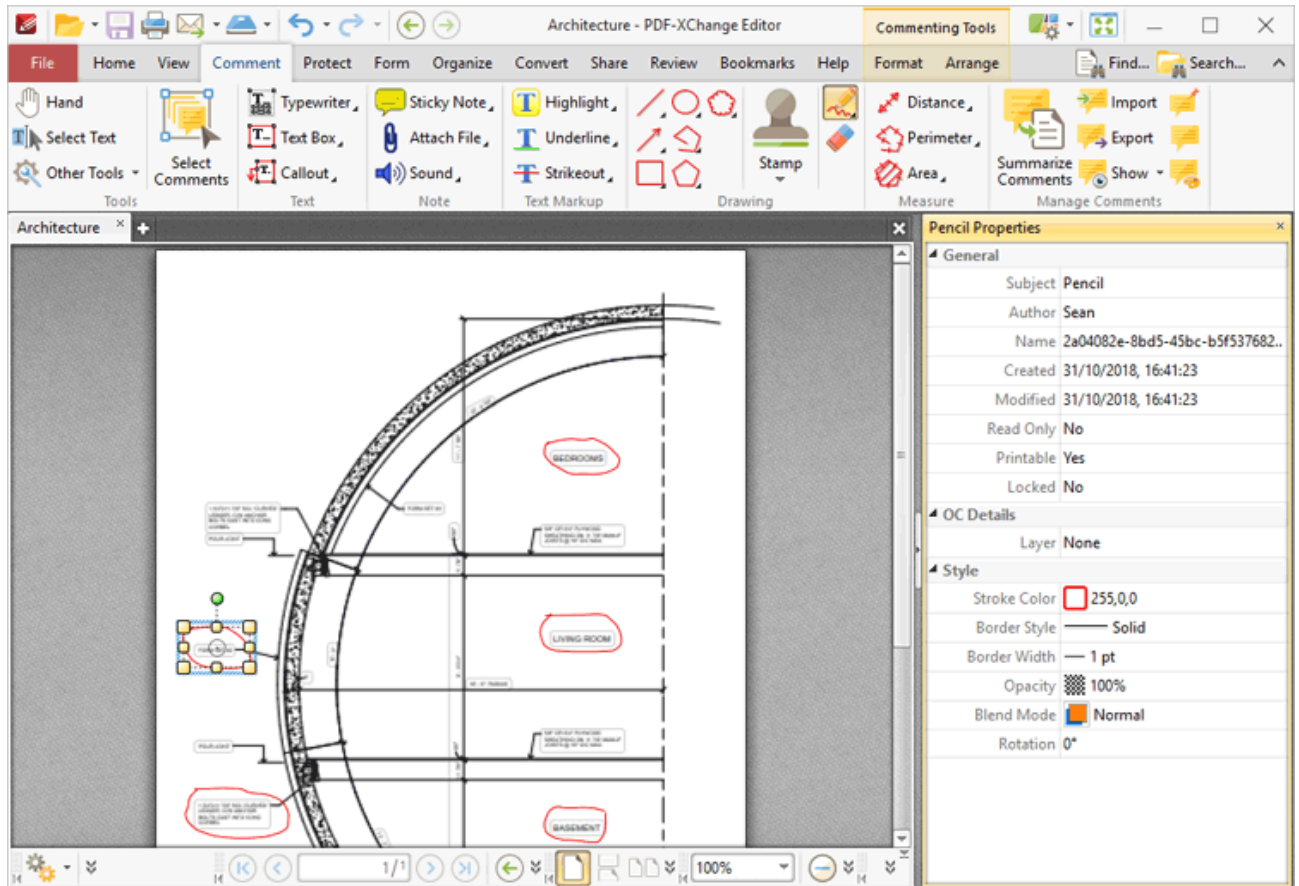 Architecture - PDF-XChange Editor
Commenting Tools
File Home View Comment Protect Form Organize Convert Share Review Bookmarks Help Format Arrange Find... Search...
Hand
Select Text
Other Tools
Select
Comments
Tools
Typewriter
Text Box
Callout
Text
Sticky Note
Attach File
Sound
Note
Highlight
Underline
Strikeout
Text Markup
Stamp
Drawing
Distance
Perimeter
Area
Measure
Summarize
Comments
Import
Export
Show
Manage Comments
Architecture
Pencil Properties
General
Subject Pencil
Author Sean
Name 2a04082e-8bd5-45bc-b5f537682..
Created 31/10/2018, 16:41:23
Modified 31/10/2018, 16:41:23
Read Only No
Printable Yes
Locked No
OC Details
Layer None
Style
Stroke Color 255,0,0
Border Style Solid
Border Width 1 pt
Opacity 100%
Blend Mode Normal
Rotation 0°
BEDROOMS
LIVING ROOM
BASEMENT
1/1
100%